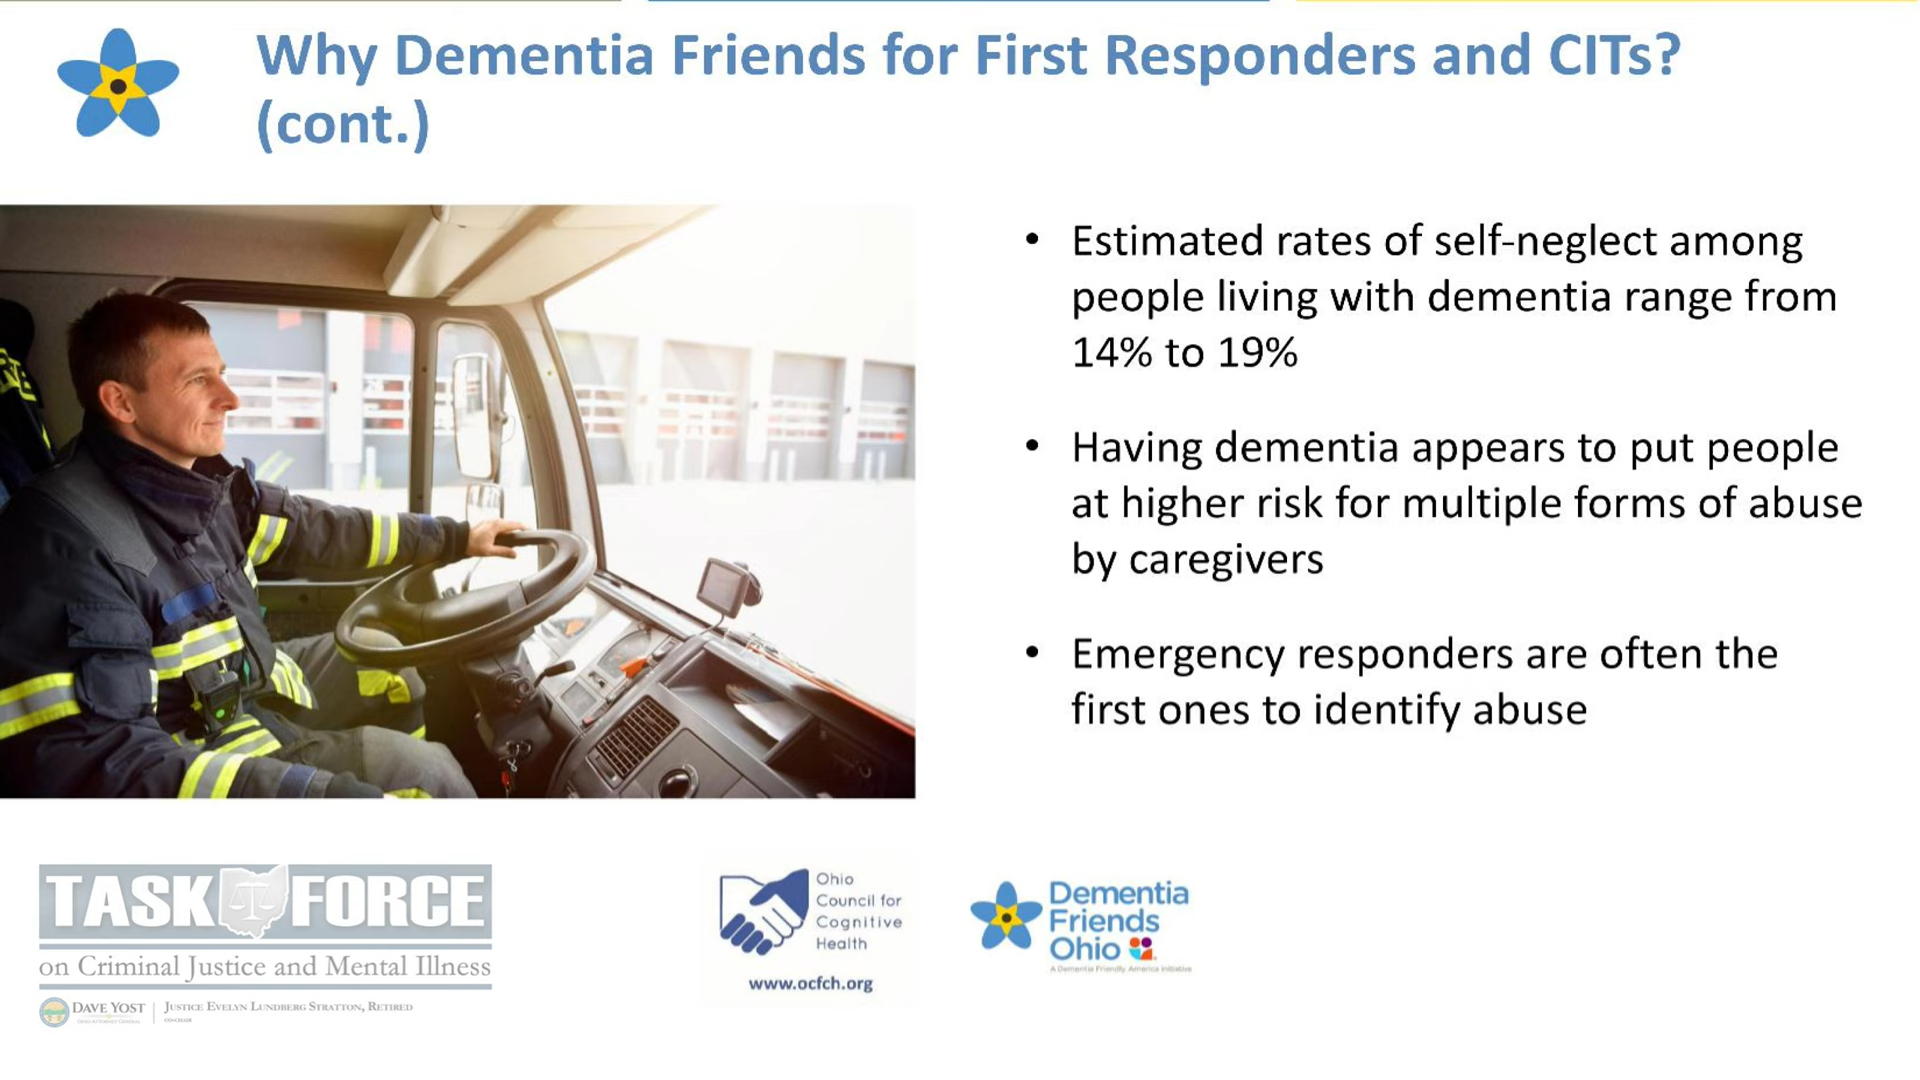 Why Dementia Friends for First Responders and CITs?
(cont.)
• Estimated rates of self-neglect among
people living with dementia range from
14% to 19%
• Having dementia appears to put people
at higher risk for multiple forms of abuse
by caregivers
• Emergency responders are often the
first ones to identify abuse
TASK FORCE
on Criminal Justice and Mental Illness
DAVE YOST
JUSTICE EVELYN LUNDBERG STRATTON, RETIRED
Ohio
Council for
Cognitive
Health
www.ocfch.org
Dementia
Friends
Ohio
A Dementia Friendly America Initiative